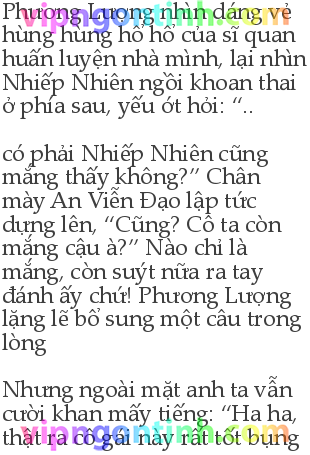 Phương Lượng nhìn dáng vẻ
vipngontinh.com
hùng hùng hổ hổ của sĩ quan
huấn luyện nhà mình, lại nhìn
Nhiếp Nhiên ngồi khoan thai
ở phía sau, yếu ớt hỏi: “..
có phải Nhiếp Nhiên cũng
mắng thầy không?” Chân
mày An Viễn Đạo lập tức
dựng lên, “Cũng? Cô ta còn
mắng cậu à?” Nào chỉ là
mắng, còn suýt nữa ra tay
đánh ấy chứ! Phương Lượng
lặng lẽ bổ sung một câu trong
lòng
Nhưng ngoài mặt anh ta vẫn
cười khan mấy tiếng: “Ha ha,
vipngontinh.com
thật ra cô gái này rất tốt bụng